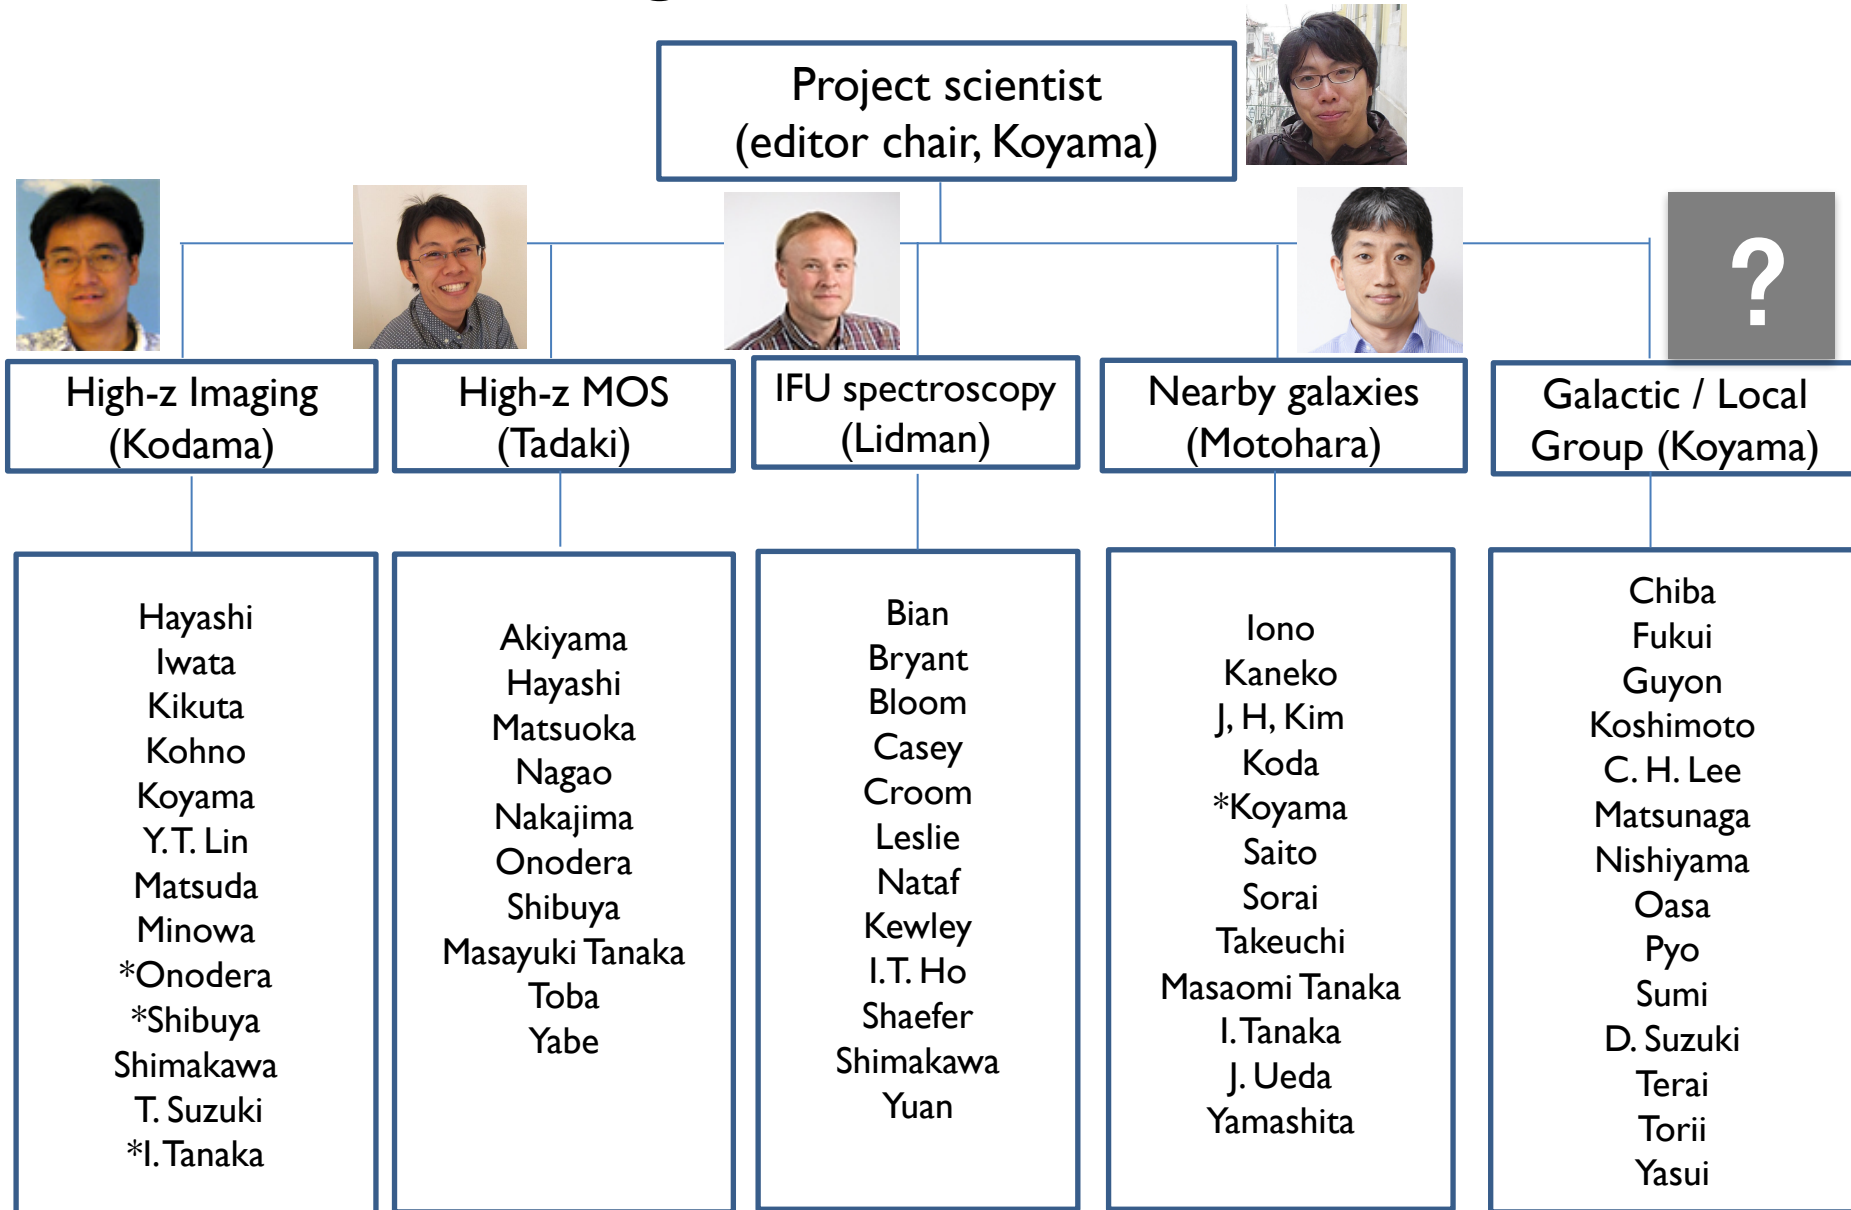 Project scientist
(editor chair, Koyama)
?
High-z Imaging
(Kodama)
High-z MOS
(Tadaki)
IFU spectroscopy
(Lidman)
Nearby galaxies
(Motohara)
Galactic / Local
Group (Koyama)
Hayashi
Iwata
Kikuta
Kohno
Koyama
Y.T. Lin
Matsuda
Minowa
*Onodera
*Shibuya
Shimakawa
T. Suzuki
*I. Tanaka
Akiyama
Hayashi
Matsuoka
Nagao
Nakajima
Onodera
Shibuya
Masayuki Tanaka
Toba
Yabe
Bian
Bryant
Bloom
Casey
Croom
Leslie
Nataf
Kewley
I.T. Ho
Shaefer
Shimakawa
Yuan
Iono
Kaneko
J, H, Kim
Koda
*Koyama
Saito
Sorai
Takeuchi
Masaomi Tanaka
I. Tanaka
J. Ueda
Yamashita
Chiba
Fukui
Guyon
Koshimoto
C. H. Lee
Matsunaga
Nishiyama
Oasa
Pyo
Sumi
D. Suzuki
Terai
Torii
Yasui